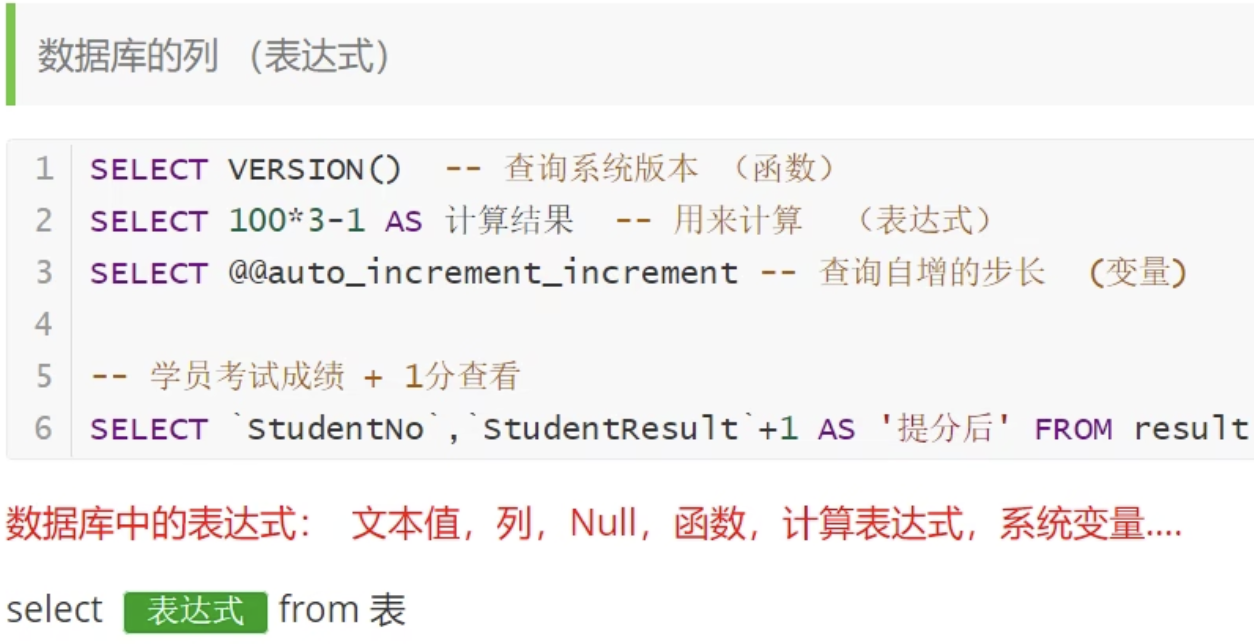 数据库的列 （表达式）
1 SELECT VERSION()  -- 查询系统版本 （函数）
2 SELECT 100*3-1 AS 计算结果  -- 用来计算  （表达式）
3 SELECT @@auto_increment_increment -- 查询自增的步长  (变量)
4
5 -- 学员考试成绩 + 1分查看
6 SELECT `StudentNo`,`StudentResult`+1 AS '提分后' FROM result
数据库中的表达式： 文本值，列，Null，函数，计算表达式，系统变量....
select 表达式 from 表